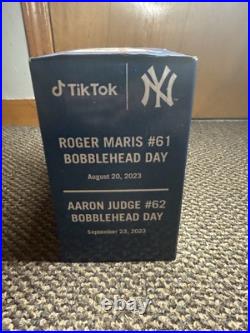 TikTok
NY
ROGER MARIS #61
BOBBLEHEAD DAY
August 20, 2023
AARON JUDGE #62
BOBBLEHEAD DAY
September 23, 2023